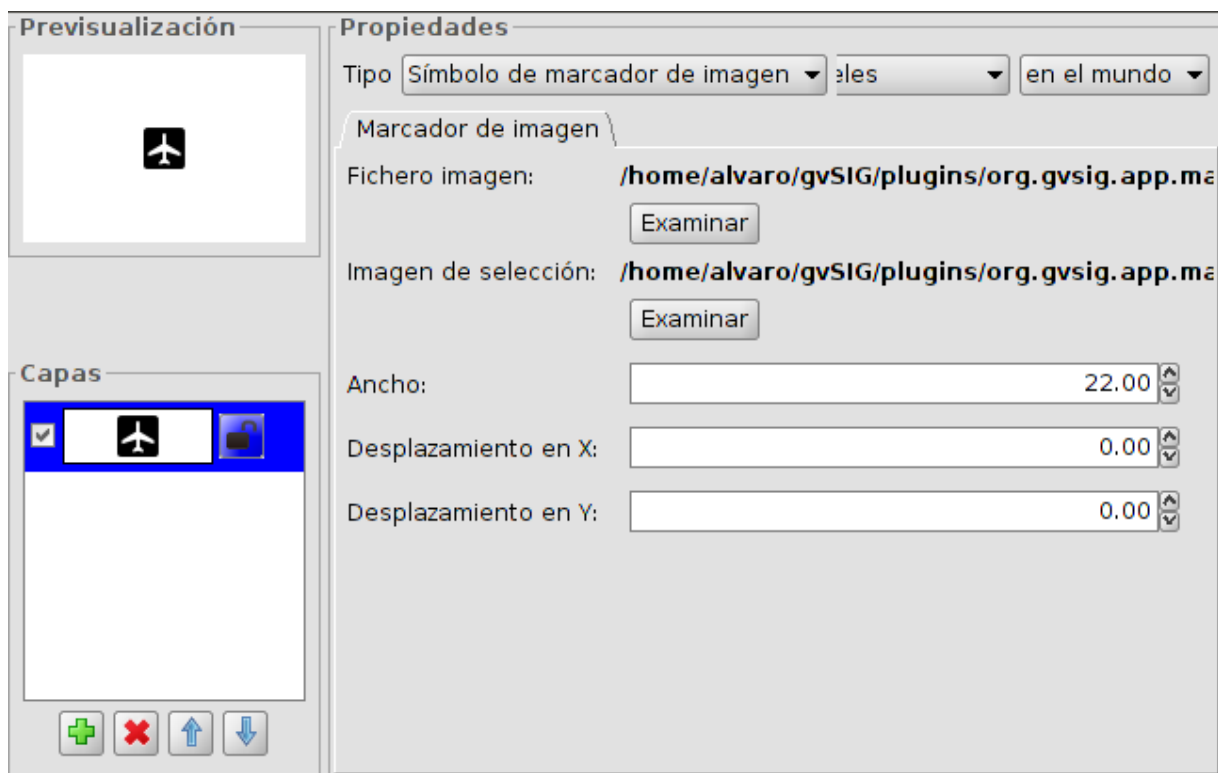 Previsualización
Propiedades
Tipo Símbolo de marcador de imagen eles en el mundo
Marcador de imagen
Fichero imagen: /home/alvaro/gvSIG/plugins/org.gvsig.app.ma
Examinar
Imagen de selección: /home/alvaro/gvSIG/plugins/org.gvsig.app.ma
Examinar
Capas
Ancho: 22.00
Desplazamiento en X: 0.00
Desplazamiento en Y: 0.00